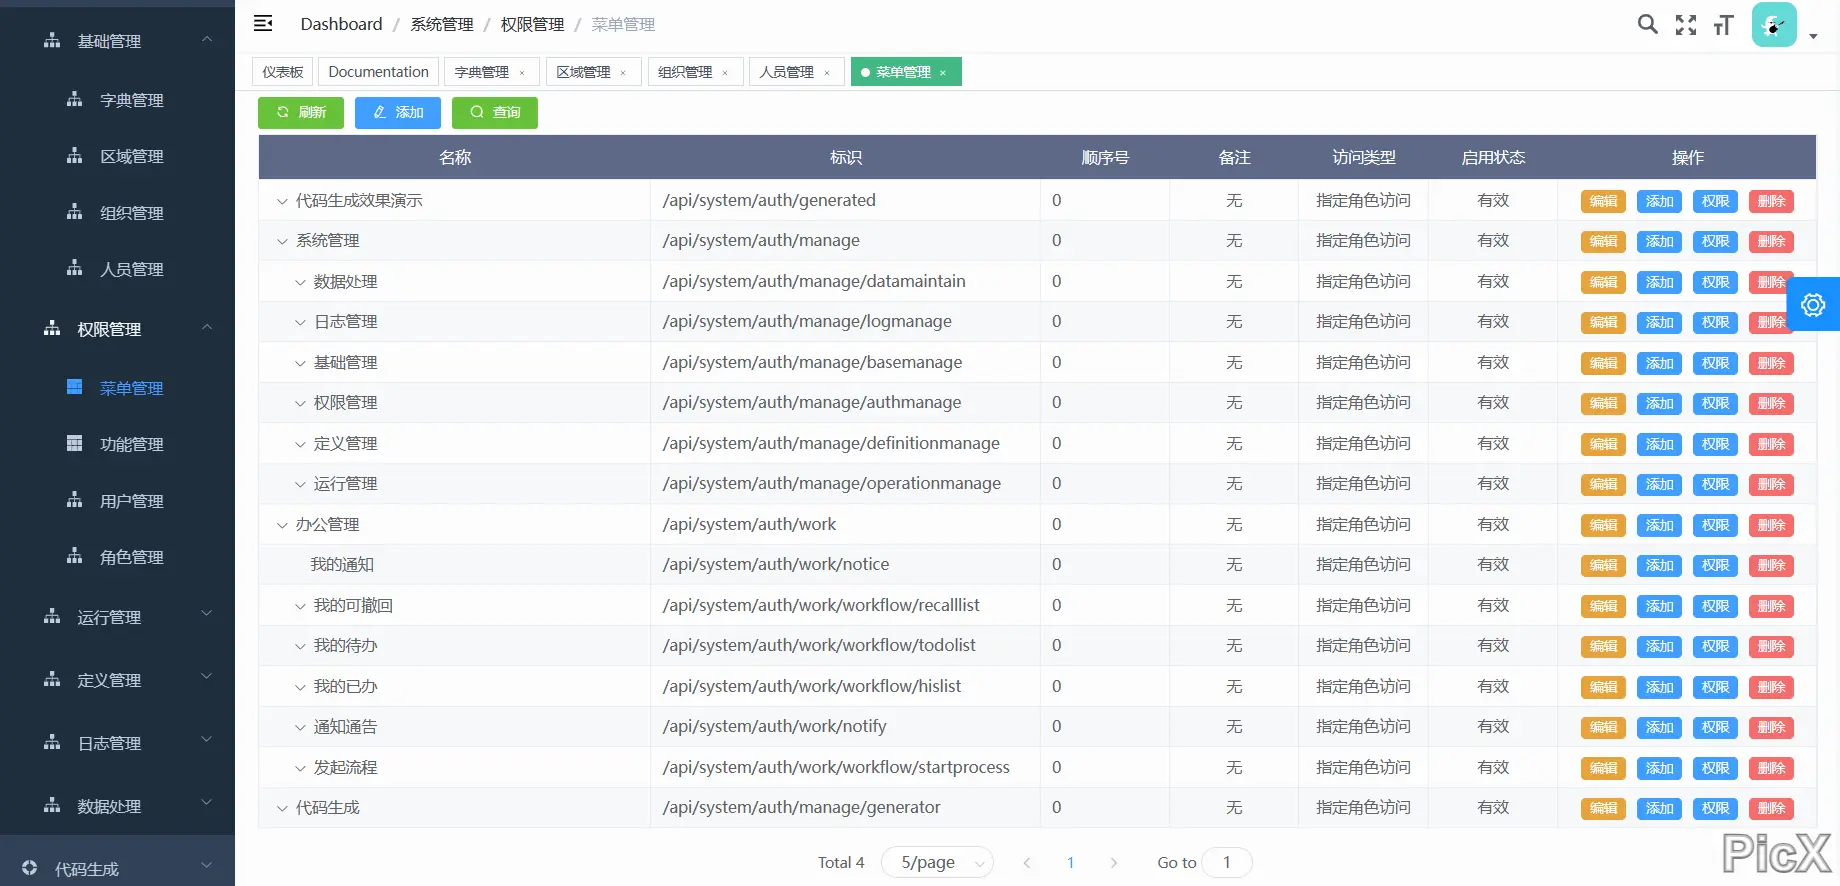 基础管理
字典管理
区域管理
组织管理
人员管理
权限管理
菜单管理
功能管理
用户管理
角色管理
运行管理
定义管理
日志管理
数据处理
代码生成
Dashboard / 系统管理 / 权限管理 / 菜单管理
仪表板 Documentation 字典管理 × 区域管理 × 组织管理 × 人员管理 × 菜单管理 ×
刷新 添加 查询
名称 标识 顺序号 备注 访问类型 启用状态 操作
代码生成效果演示 /api/system/auth/generated 0 无 指定角色访问 有效 编辑 添加 权限 删除
系统管理 /api/system/auth/manage 0 无 指定角色访问 有效 编辑 添加 权限 删除
数据处理 /api/system/auth/manage/datamaintain 0 无 指定角色访问 有效 编辑 添加 权限 删除
日志管理 /api/system/auth/manage/logmanage 0 无 指定角色访问 有效 编辑 添加 权限 删除
基础管理 /api/system/auth/manage/basemanage 0 无 指定角色访问 有效 编辑 添加 权限 删除
权限管理 /api/system/auth/manage/authmanage 0 无 指定角色访问 有效 编辑 添加 权限 删除
定义管理 /api/system/auth/manage/definitionmanage 0 无 指定角色访问 有效 编辑 添加 权限 删除
运行管理 /api/system/auth/manage/operationmanage 0 无 指定角色访问 有效 编辑 添加 权限 删除
办公管理 /api/system/auth/work 0 无 指定角色访问 有效 编辑 添加 权限 删除
我的通知 /api/system/auth/work/notice 0 无 指定角色访问 有效 编辑 添加 权限 删除
我的可撤回 /api/system/auth/work/workflow/recalllist 0 无 指定角色访问 有效 编辑 添加 权限 删除
我的待办 /api/system/auth/work/workflow/todolist 0 无 指定角色访问 有效 编辑 添加 权限 删除
我的已办 /api/system/auth/work/workflow/hislist 0 无 指定角色访问 有效 编辑 添加 权限 删除
通知通告 /api/system/auth/work/notify 0 无 指定角色访问 有效 编辑 添加 权限 删除
发起流程 /api/system/auth/work/workflow/startprocess 0 无 指定角色访问 有效 编辑 添加 权限 删除
代码生成 /api/system/auth/manage/generator 0 无 指定角色访问 有效 编辑 添加 权限 删除
Total 4 5/page 1 Go to 1
PicX